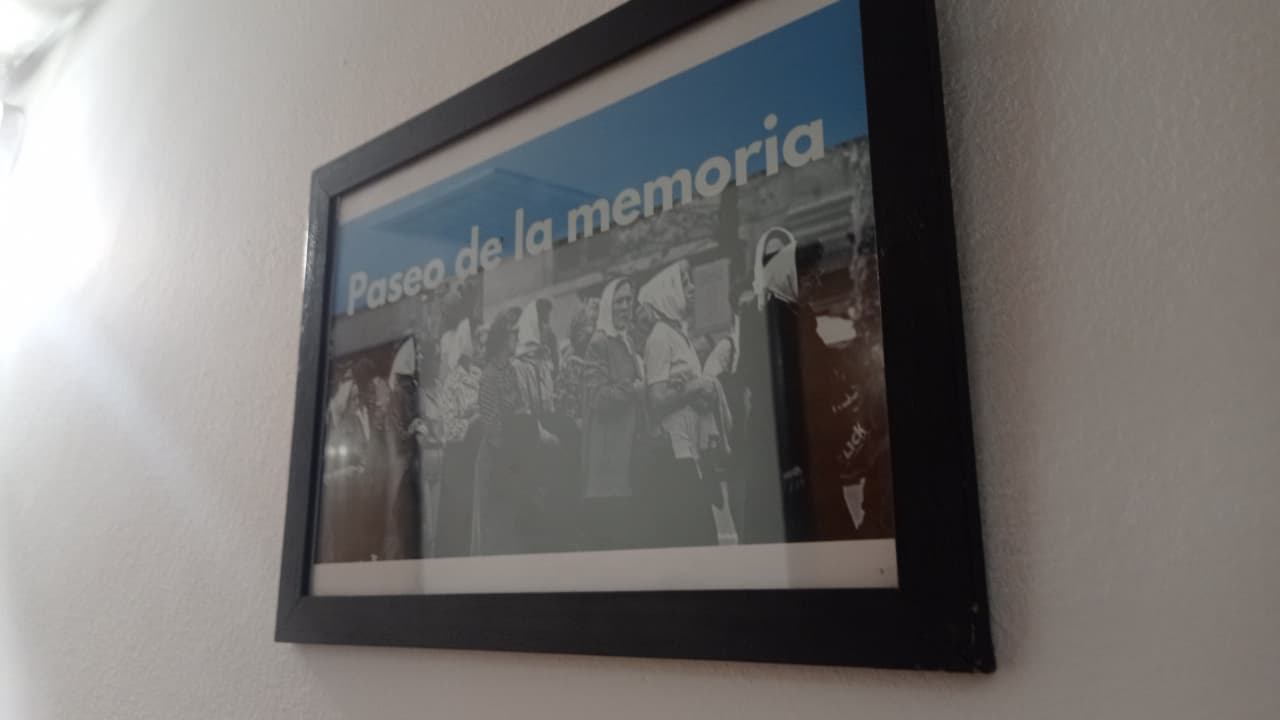 Paseo de la memoria